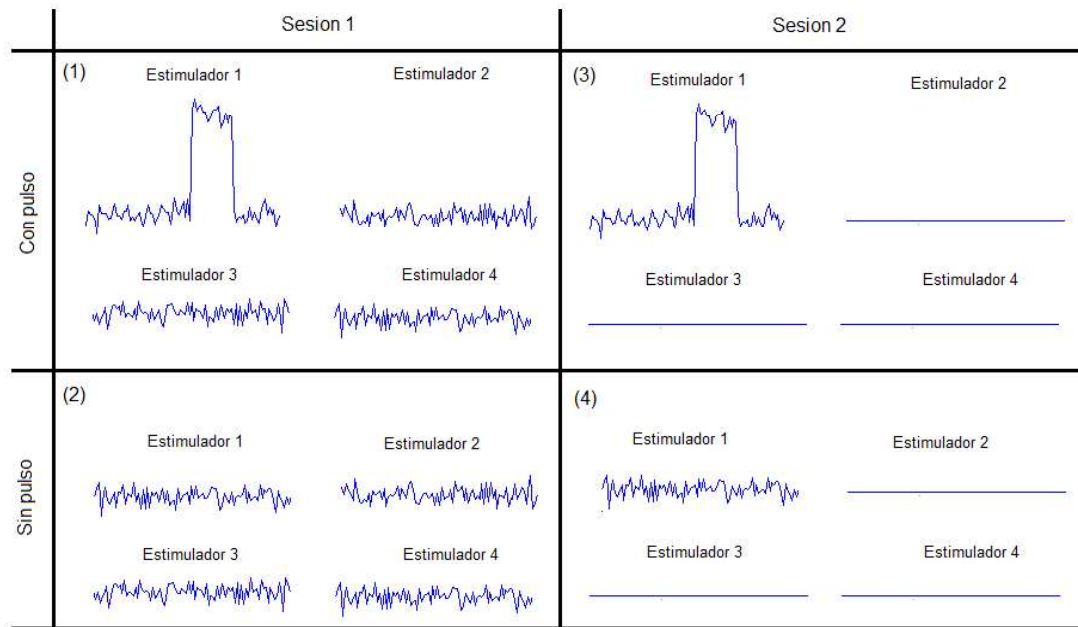 Sesion 1
Sesion 2
Con pulso
(1)
Estimulador 1
Estimulador 2
Estimulador 3
Estimulador 4
(3)
Estimulador 1
Estimulador 2
Estimulador 3
Estimulador 4
Sin pulso
(2)
Estimulador 1
Estimulador 2
Estimulador 3
Estimulador 4
(4)
Estimulador 1
Estimulador 2
Estimulador 3
Estimulador 4